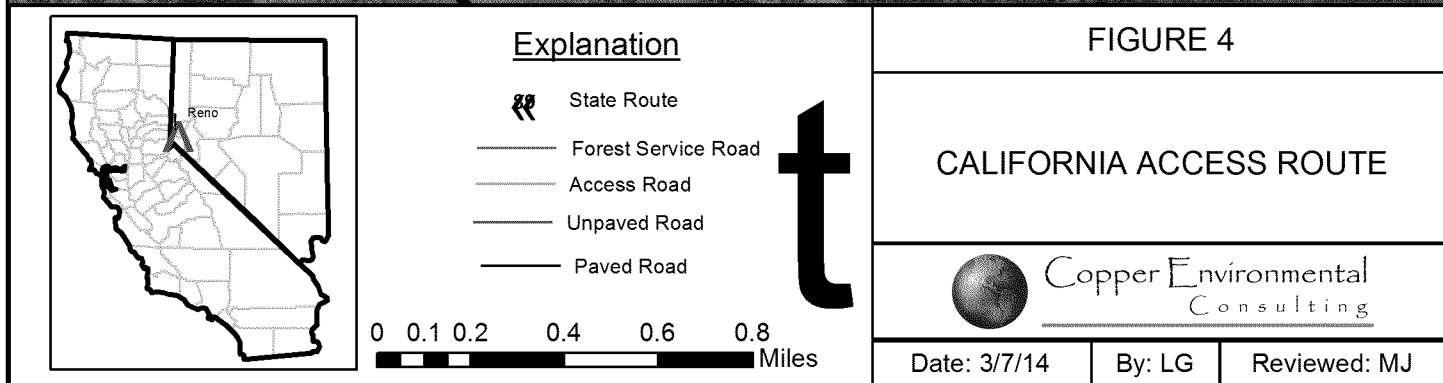 Reno
Explanation
State Route
Forest Service Road
Access Road
Unpaved Road
Paved Road
0 0.1 0.2 0.4 0.6 0.8
Miles
t
FIGURE 4
CALIFORNIA ACCESS ROUTE
Copper Environmental
Consulting
Date: 3/7/14
By: LG
Reviewed: MJ